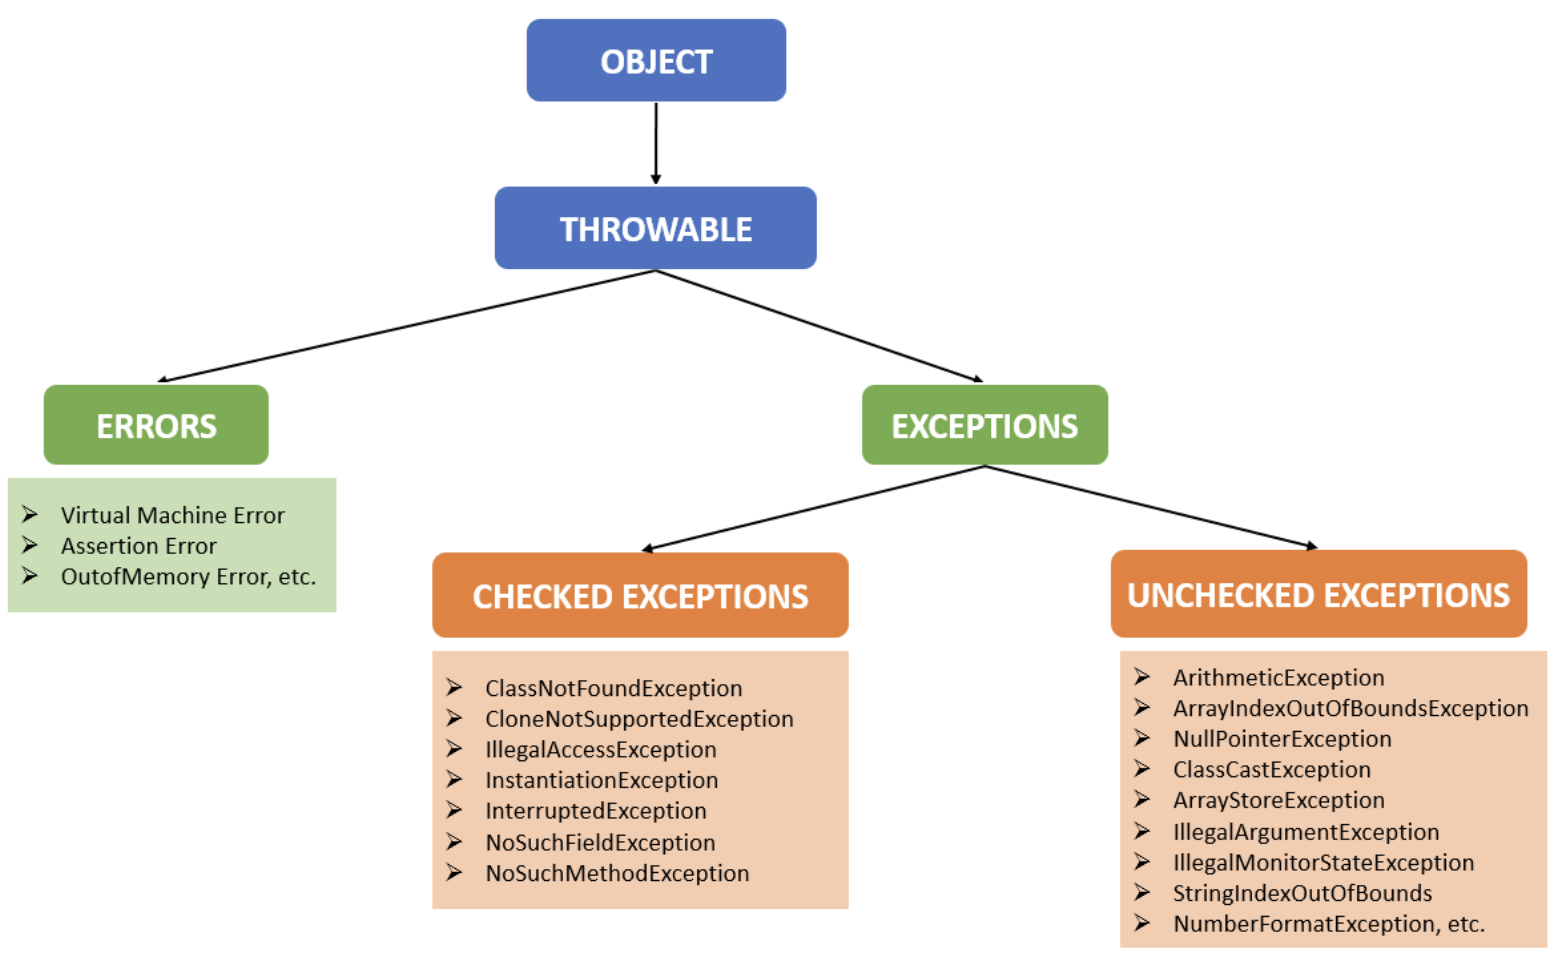 OBJECT
THROWABLE
ERRORS
EXCEPTIONS
Virtual Machine Error
Assertion Error
OutofMemory Error, etc.
CHECKED EXCEPTIONS
UNCHECKED EXCEPTIONS
ClassNotFoundException
CloneNotSupportedException
IllegalAccessException
InstantiationException
InterruptedException
NoSuchFieldException
NoSuchMethodException
ArithmeticException
ArrayIndexOutOfBoundsException
NullPointerException
ClassCastException
ArrayStoreException
IllegalArgumentException
IllegalMonitorStateException
StringIndexOutOfBounds
NumberFormatException, etc.